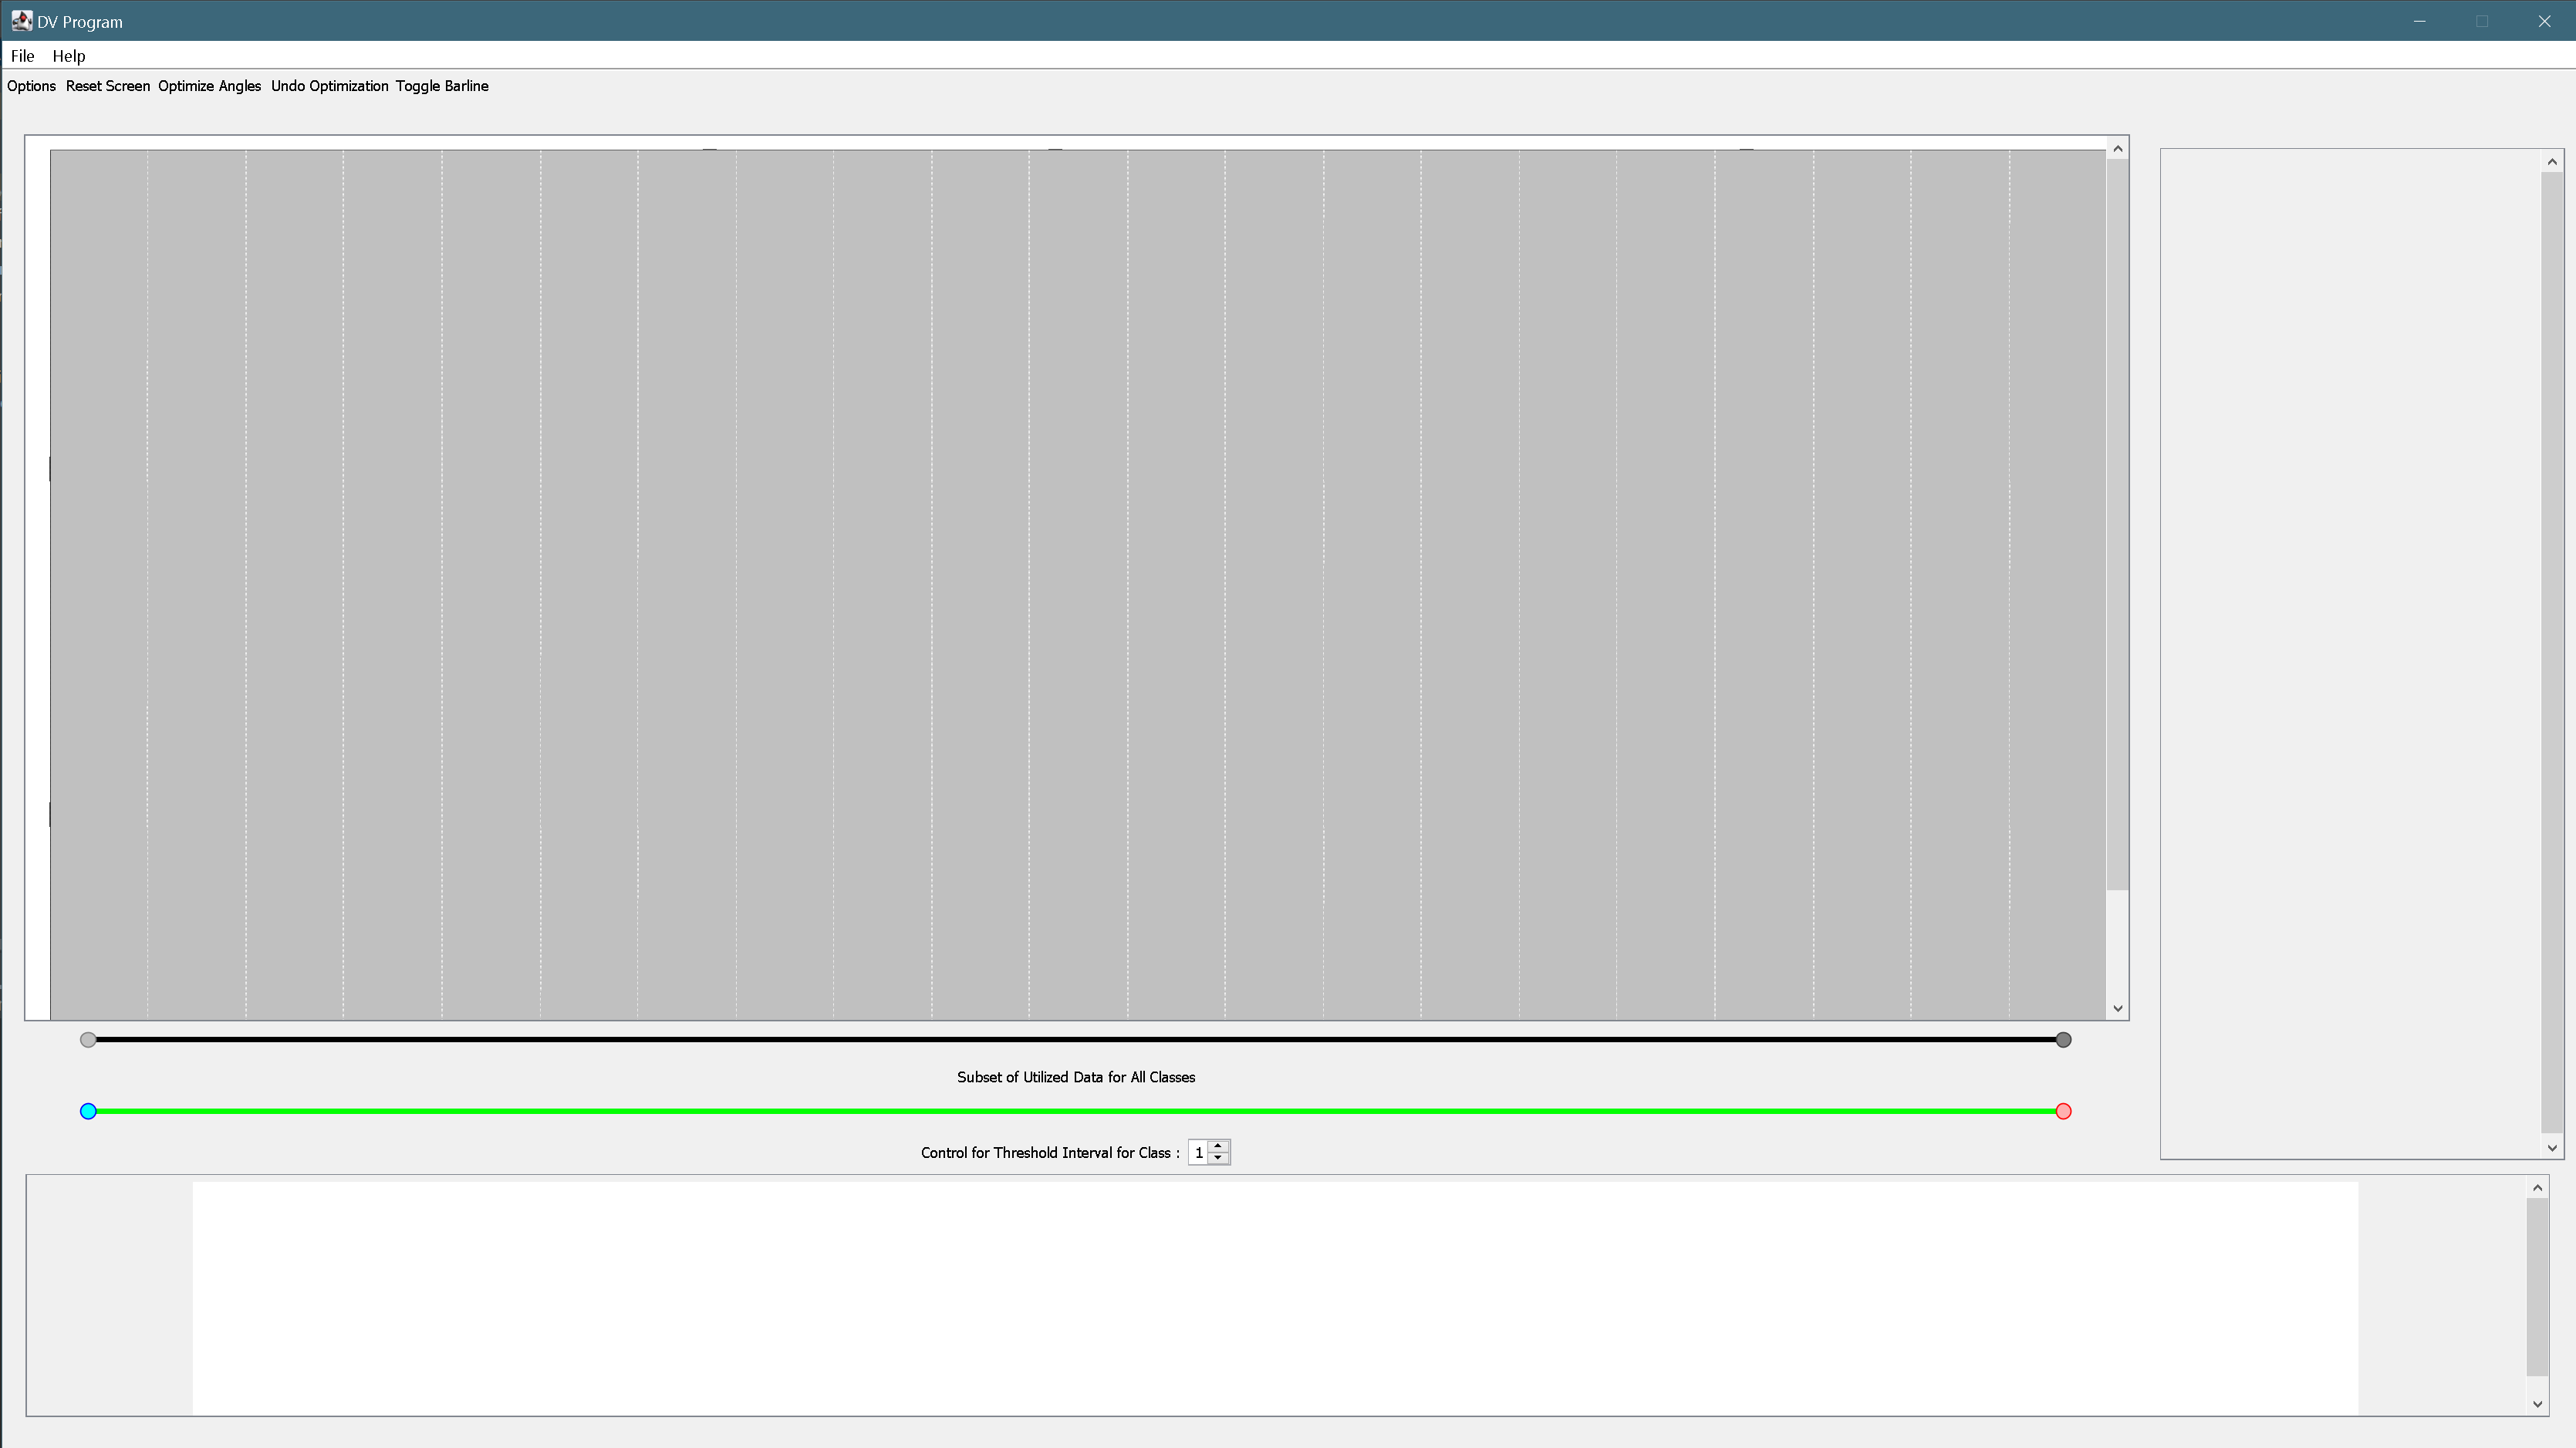 DV Program
File Help
Options Reset Screen Optimize Angles Undo Optimization Toggle Barline
Subset of Utilized Data for All Classes
Control for Threshold Interval for Class : 1